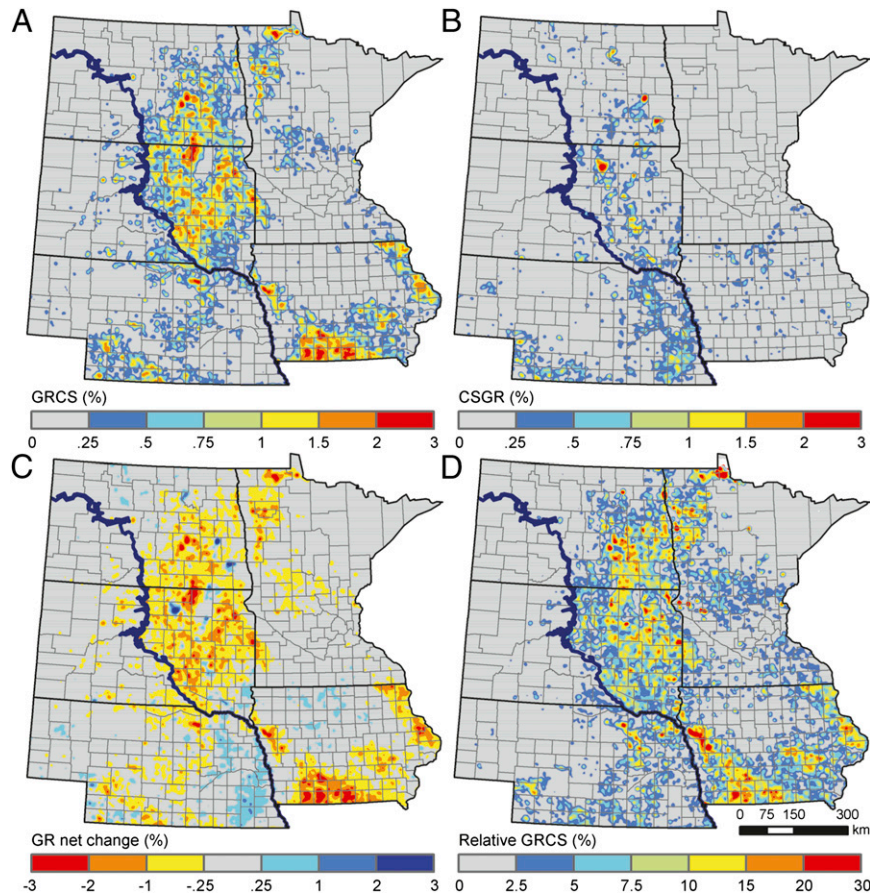 A
B
GRCS (%)
0 .25 .5 .75 1 1.5 2 3
CSGR (%)
0 .25 .5 .75 1 1.5 2 3
C
D
0 75 150 300
km
GR net change (%)
-3 -2 -1 -.25 .25 1 2 3
Relative GRCS (%)
0 2.5 7.5 10 15 20 30